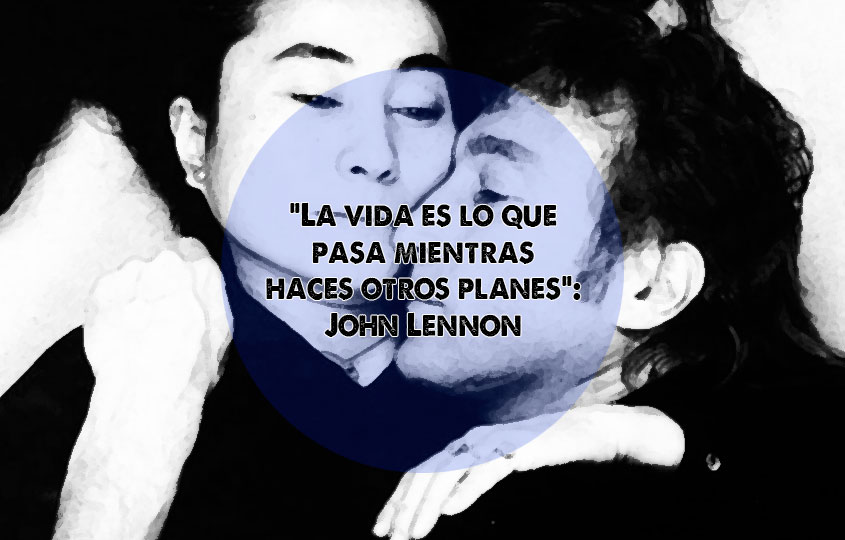 "La vida es lo que
pasa mientras
haces otros planes":
John Lennon